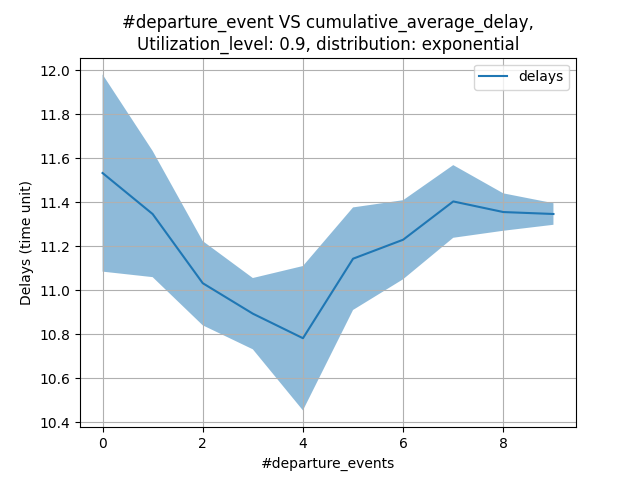 #departure_event VS cumulative_average_delay,
Utilization_level: 0.9, distribution: exponential
delays
12.0
11.8
11.6
11.4
11.2
11.0
10.8
10.6
10.4
Delays (time unit)
0 2 4 6 8
#departure_events